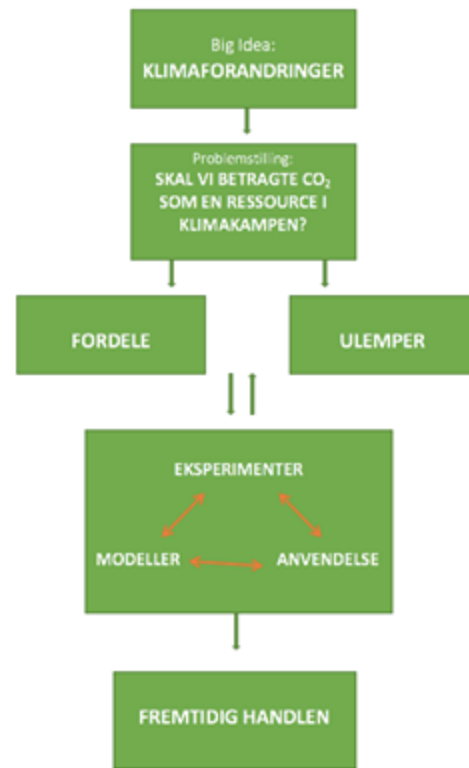 Big Idea:
KLIMAFORANDRINGER
Problemstilling:
SKAL VI BETRAGTE CO₂
SOM EN RESSOURCE I
KLIMAKAMPEN?
FORDELE
ULEMPER
EKSPERIMENTER
MODELLER
ANVENDELSE
FREMTIDIG HANDLEN